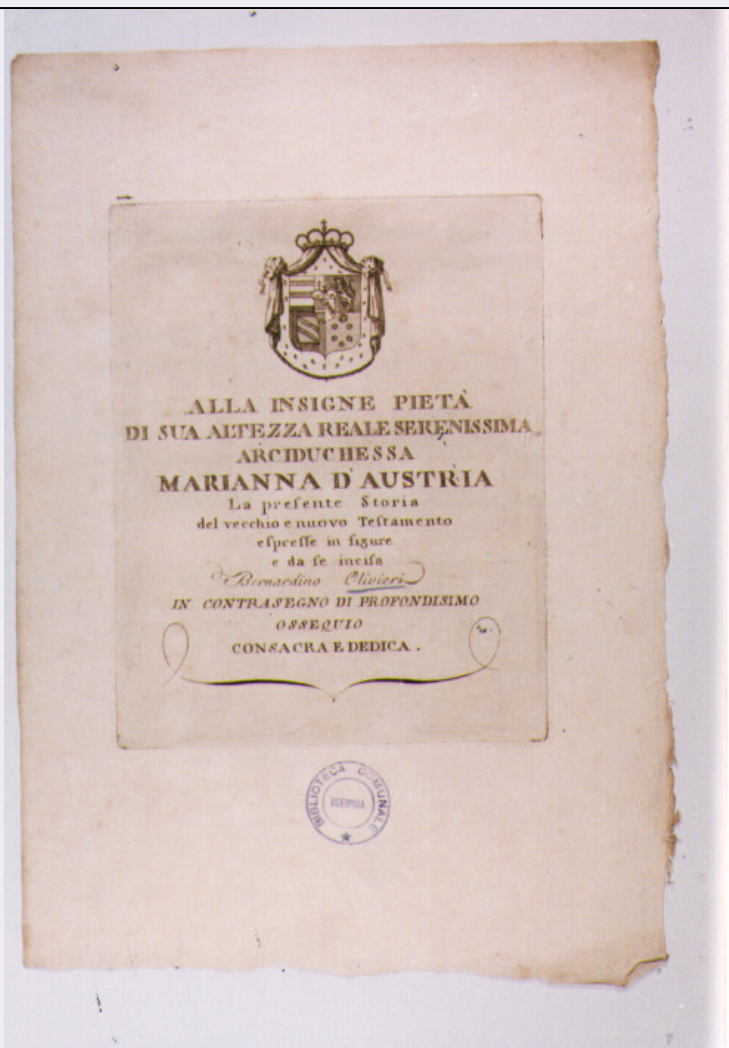 ALLA INSIGNE PIETÀ
DI SUA ALTEZZA REALE SERENISSIMA
ARCIDUCHESSA
MARIANNA D'AUSTRIA
La preſente Storia
del vecchio e nuovo Teſtamento
eſpreſſe in figure
e da ſe inciſa
Bernardino Olivieri
IN CONTRASEGNO DI PROFONDISIMO
OSSEQUIO
CONSACRA E DEDICA.
BIBLIOTECA COMUNALE